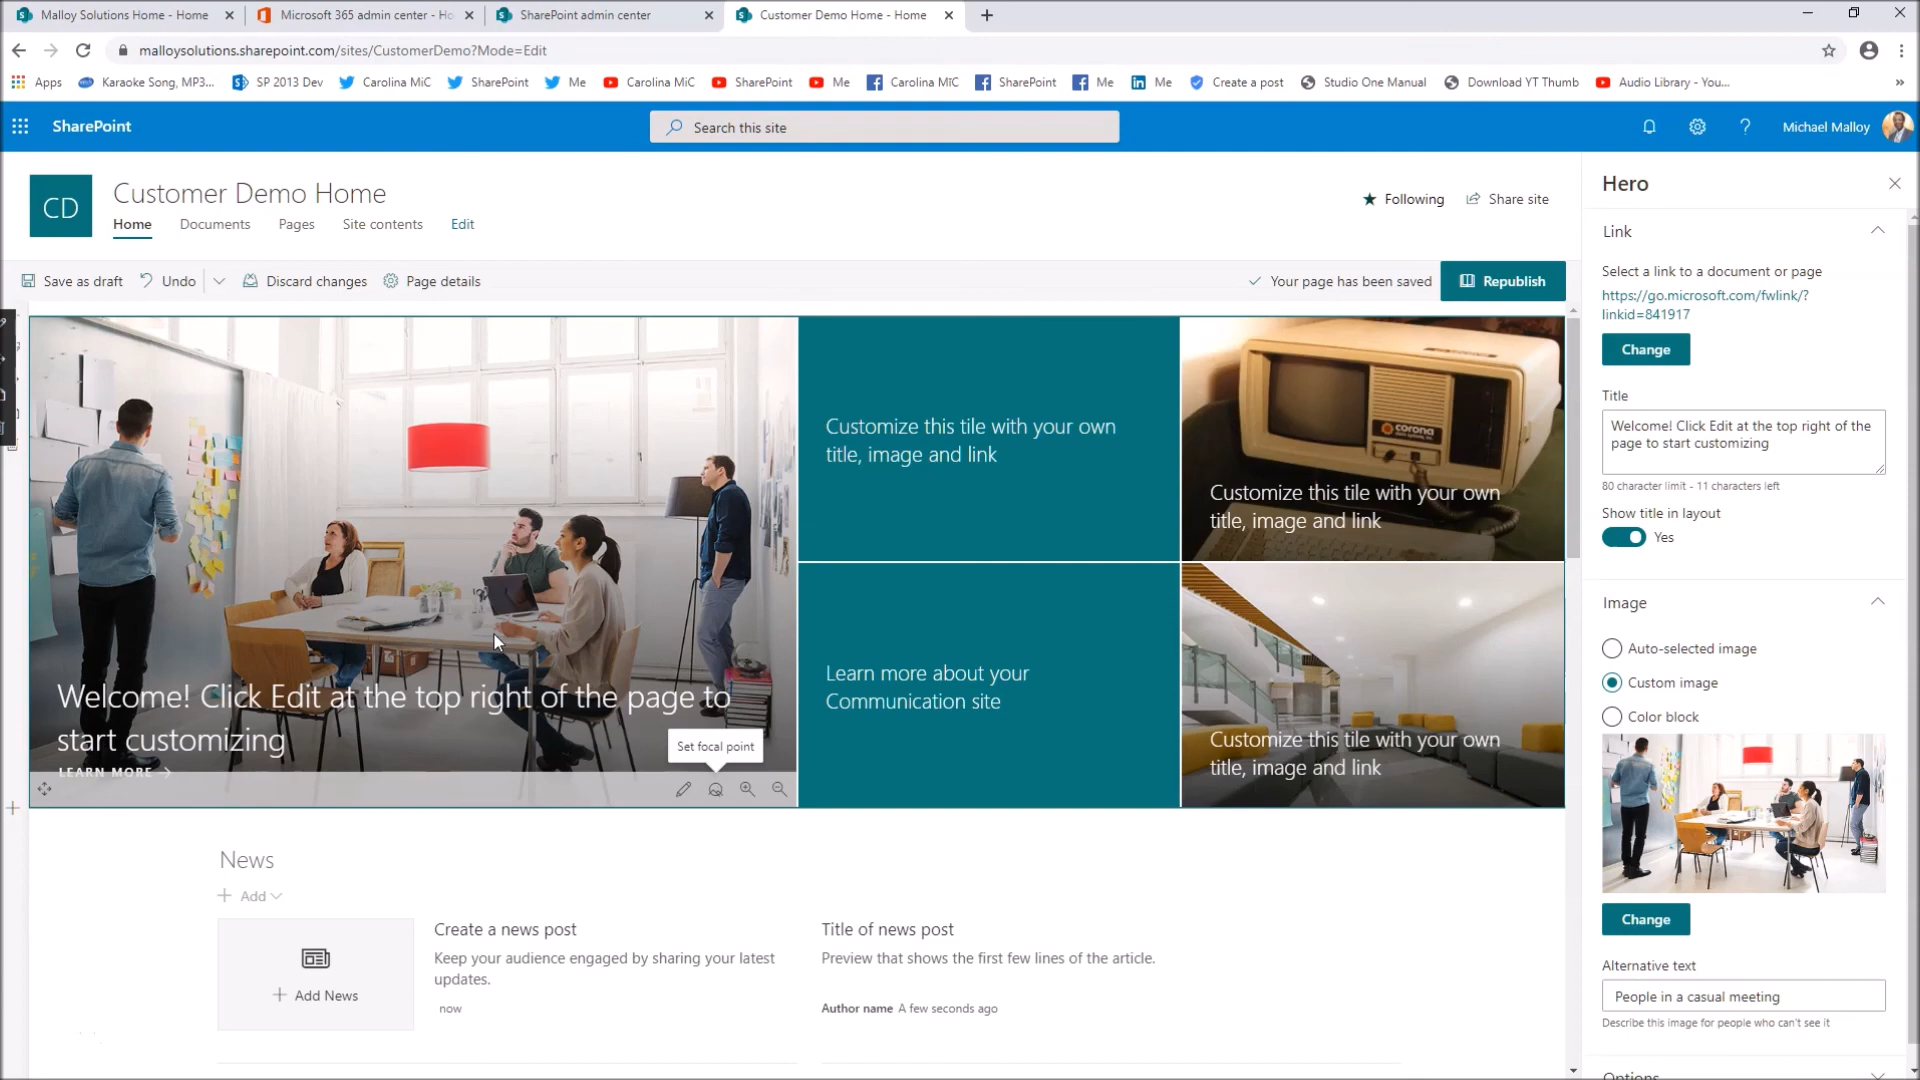 Malloy Solutions Home - Home
Microsoft 365 admin center - Ho
SharePoint admin center
Customer Demo Home - Home
malloysolutions.sharepoint.com/sites/CustomerDemo?Mode=Edit
Apps
Karaoke Song, MP3...
SP 2013 Dev
Carolina MiC
SharePoint
Me
Carolina MiC
SharePoint
Me
Carolina MIC
SharePoint
Me
Me
Create a post
Studio One Manual
Download YT Thumb
Audio Library - You...
SharePoint
Search this site
Michael Malloy
CD
Customer Demo Home
Home
Documents
Pages
Site contents
Edit
Following
Share site
Save as draft
Undo
Discard changes
Page details
Your page has been saved
Republish
Customize this tile with your own
title, image and link
corona
Customize this tile with your own
title, image and link
Welcome! Click Edit at the top right of the page to
start customizing
LEARN MORE
Set focal point
Learn more about your
Communication site
Customize this tile with your own
title, image and link
News
Add
Add News
Create a news post
Keep your audience engaged by sharing your latest
updates.
now
Title of news post
Preview that shows the first few lines of the article.
Author name A few seconds ago
Hero
Link
Select a link to a document or page
https://go.microsoft.com/fwlink/?
linkid=841917
Change
Title
Welcome! Click Edit at the top right of the
page to start customizing
80 character limit - 11 characters left
Show title in layout
Yes
Image
Auto-selected image
Custom image
Color block
Change
Alternative text
People in a casual meeting
Describe this image for people who can't see it
Options